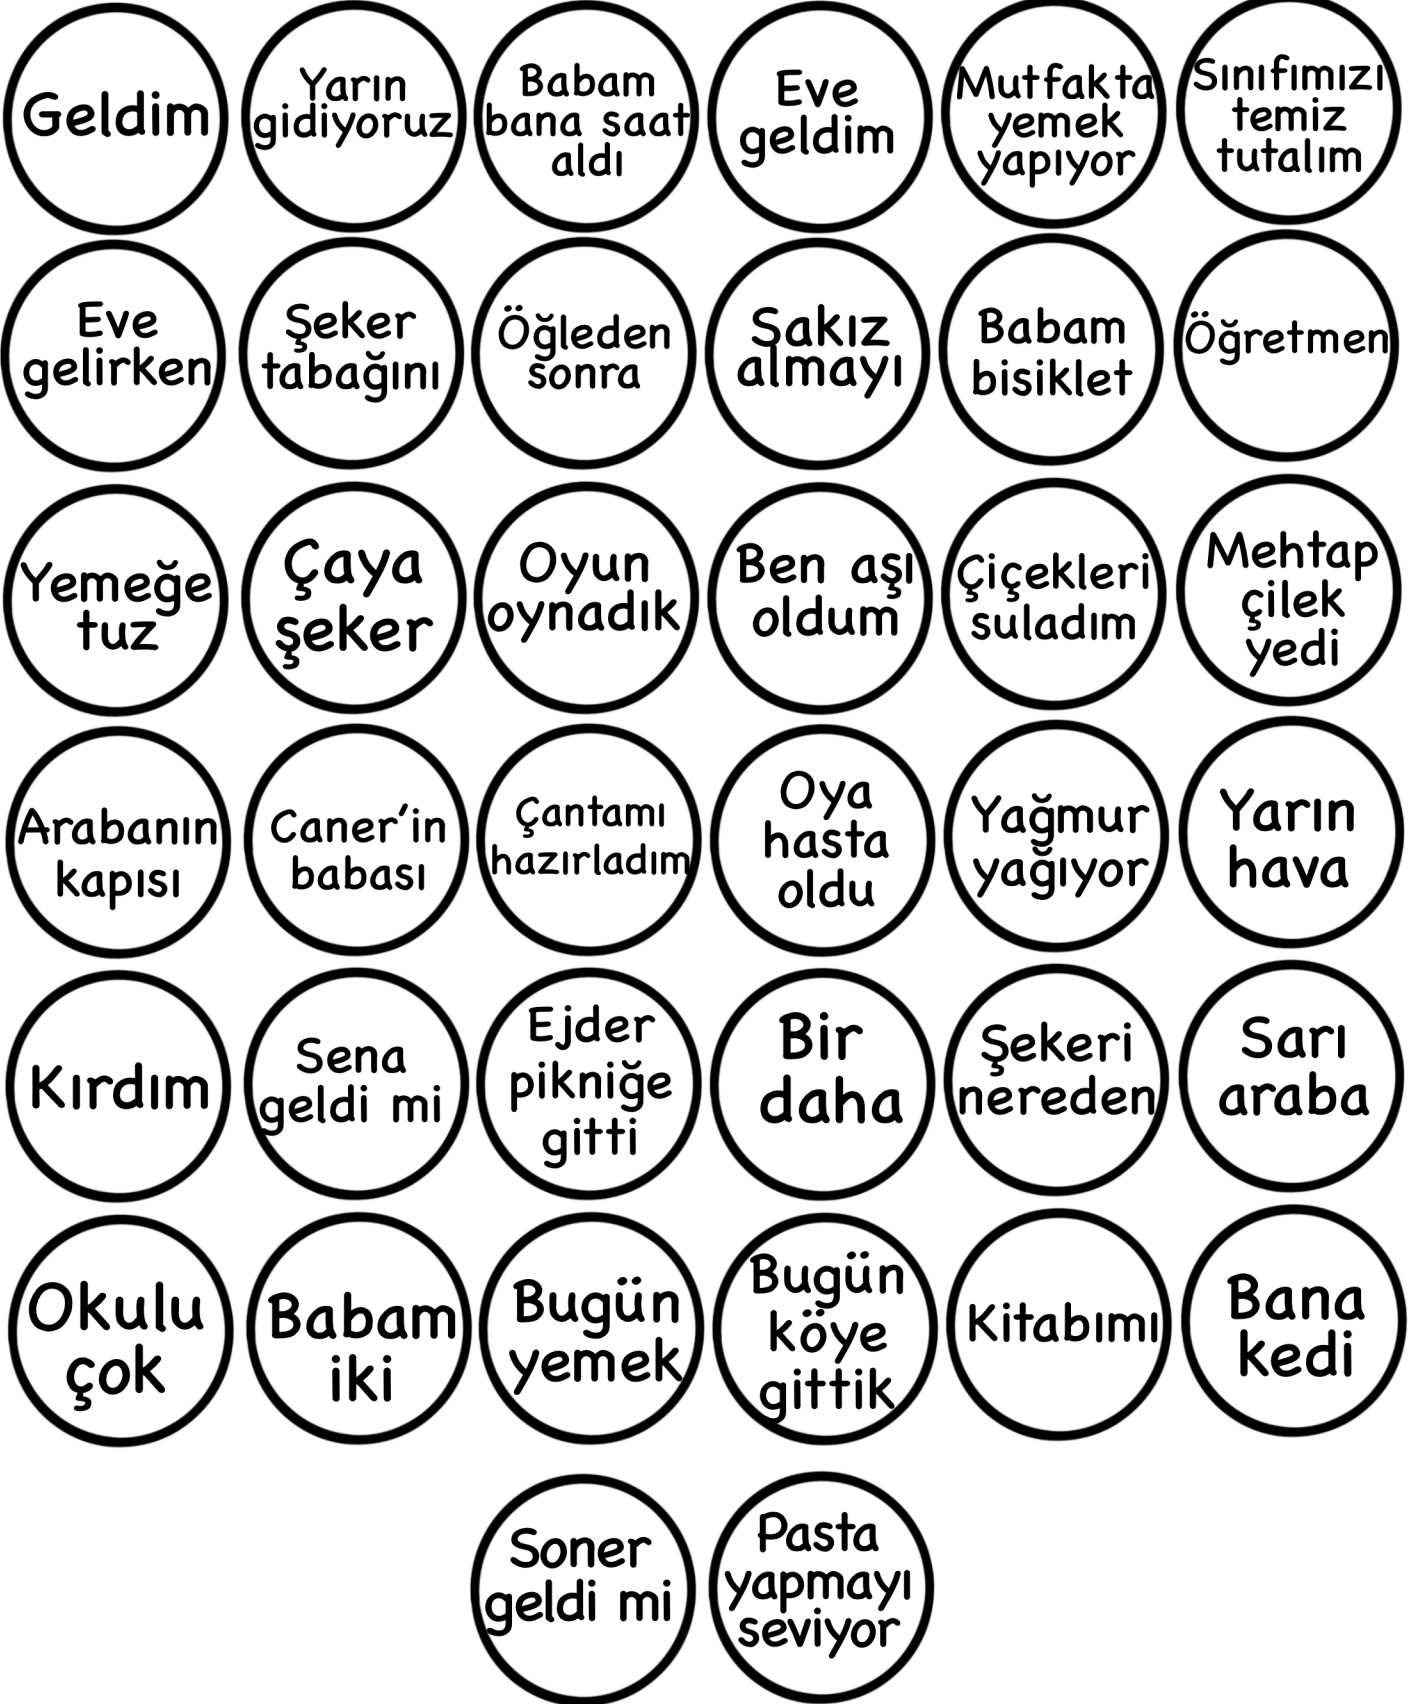 Geldim
Yarın
gidiyoruz
Babam
bana saat
aldı
Eve
geldim
Mutfakta
yemek
yapıyor
Sınıfımızı
temiz
tutalım
Eve
gelirken
Şeker
tabağını
Öğleden
sonra
Sakız
almayı
Babam
bisiklet
Öğretmen
Yemeğe
tuz
Çaya
şeker
Oyun
oynadık
Ben aşı
oldum
Çiçekleri
suladım
Mehtap
çilek
yedi
Arabanın
kapısı
Caner'in
babası
Çantamı
hazırladım
Oya
hasta
oldu
Yağmur
yağıyor
Yarın
hava
Kırdım
Sena
geldi mi
Ejder
pikniğe
gitti
Bir
daha
Şekeri
nereden
Sarı
araba
Okulu
çok
Babam
iki
Bugün
yemek
Bugün
köye
gittik
Kitabımı
Bana
kedi
Soner
geldi mi
Pasta
yapmayı
seviyor